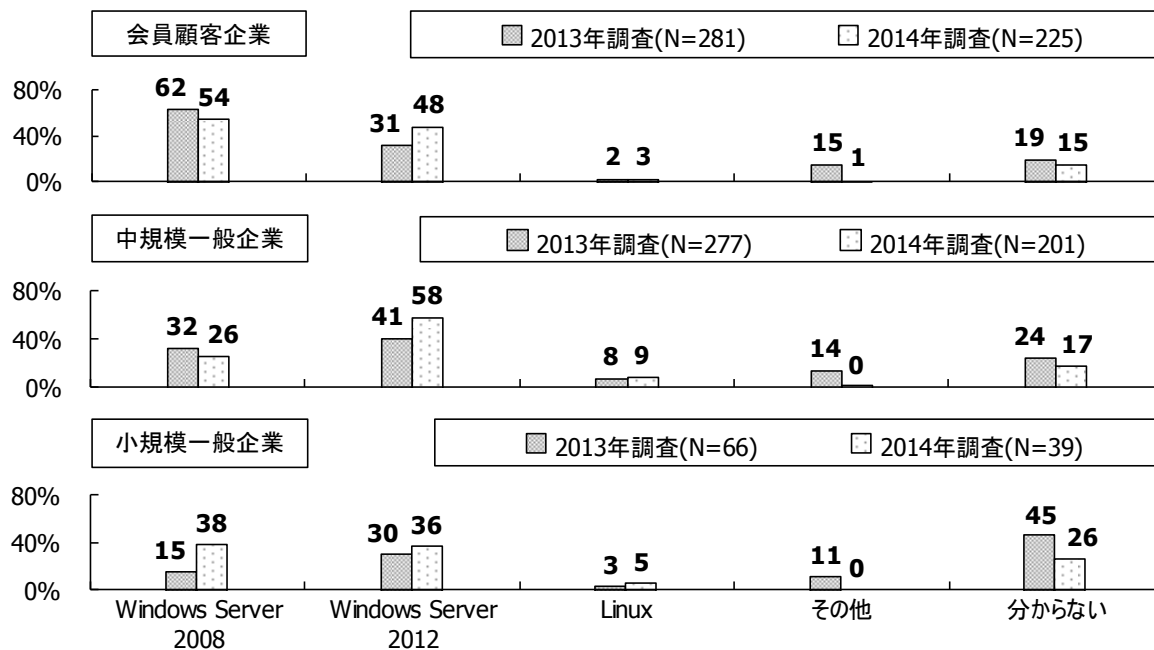 会員顧客企業
2013年調査(N=281) 2014年調査(N=225)
80%
40%
0%
62 54
31 48
2 3
15 1
19 15
中規模一般企業
2013年調査(N=277) 2014年調査(N=201)
80%
40%
0%
32 26
41 58
8 9
14 0
24 17
小規模一般企業
2013年調査(N=66) 2014年調査(N=39)
80%
40%
0%
15 38
30 36
3 5
11 0
45 26
Windows Server
2008
Windows Server
2012
Linux
その他
分からない